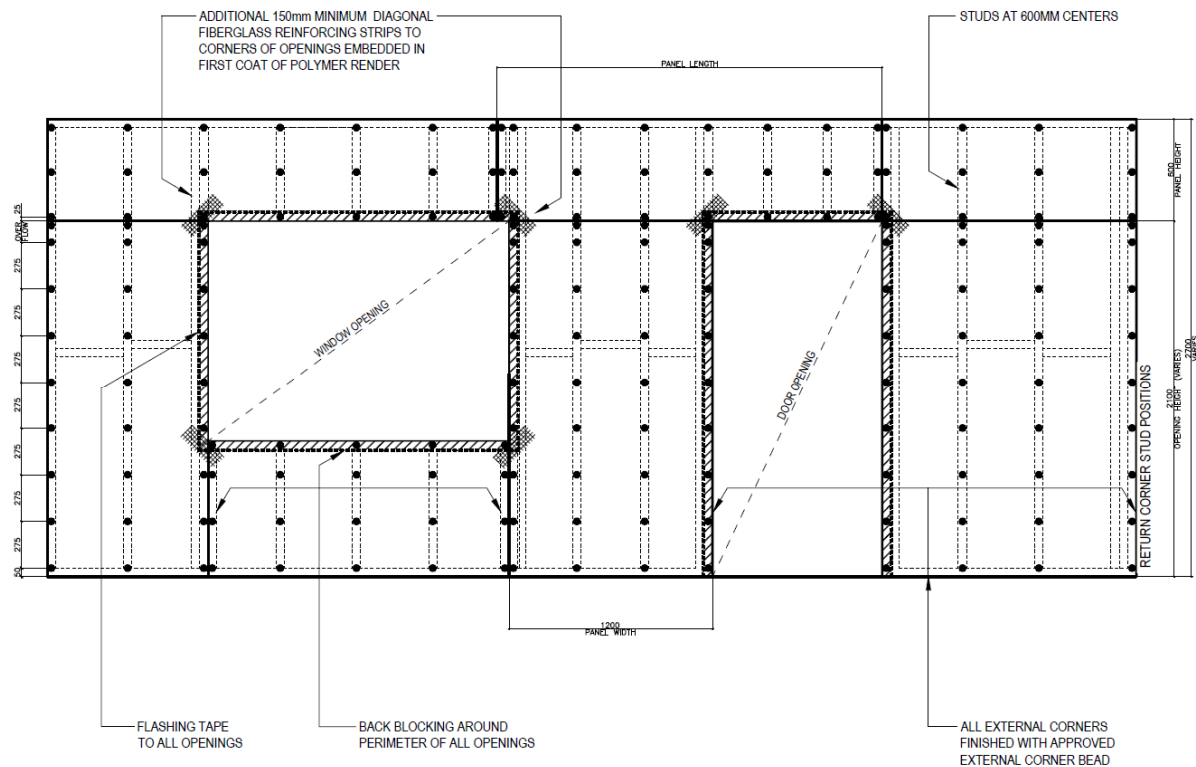 ADDITIONAL 150mm MINIMUM DIAGONAL
FIBERGLASS REINFORCING STRIPS TO
CORNERS OF OPENINGS EMBEDDED IN
FIRST COAT OF POLYMER RENDER
STUDS AT 600MM CENTERS
PANEL LENGTH
600
PANEL HEIGHT
25
OVER
FLOW
275
275
275
275
275
275
275
50
WINDOW OPENING
DOOR OPENING
2100
OPENING HEIGHT (VARIES)
2700
VARIES
RETURN CORNER STUD POSITIONS
1200
PANEL WIDTH
FLASHING TAPE
TO ALL OPENINGS
BACK BLOCKING AROUND
PERIMETER OF ALL OPENINGS
ALL EXTERNAL CORNERS
FINISHED WITH APPROVED
EXTERNAL CORNER BEAD